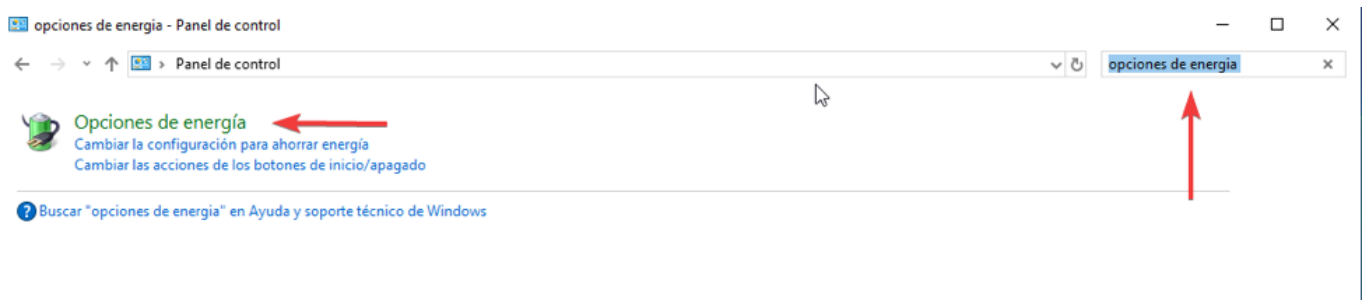 opciones de energia - Panel de control
Panel de control
opciones de energia
Opciones de energía
Cambiar la configuración para ahorrar energía
Cambiar las acciones de los botones de inicio/apagado
Buscar "opciones de energia" en Ayuda y soporte técnico de Windows